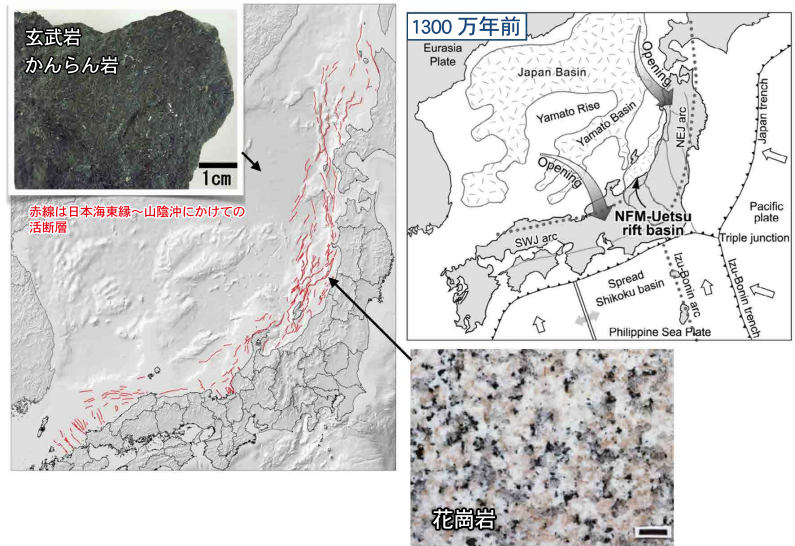 玄武岩
かんらん岩
1cm
赤線は日本海東縁～山陰沖にかけての
活断層
1300 万年前
Eurasia
Plate
Opening
Japan Basin
Yamato Rise
Yamato Basin
NEJ arc
Japan trench
Opening
Pacific
plate
NFM-Uetsu
rift basin
SWJ arc
Triple junction
Spread
Shikoku basin
Izu-Bonin arc
Izu-Bonin trench
Philippine Sea Plate
花崗岩